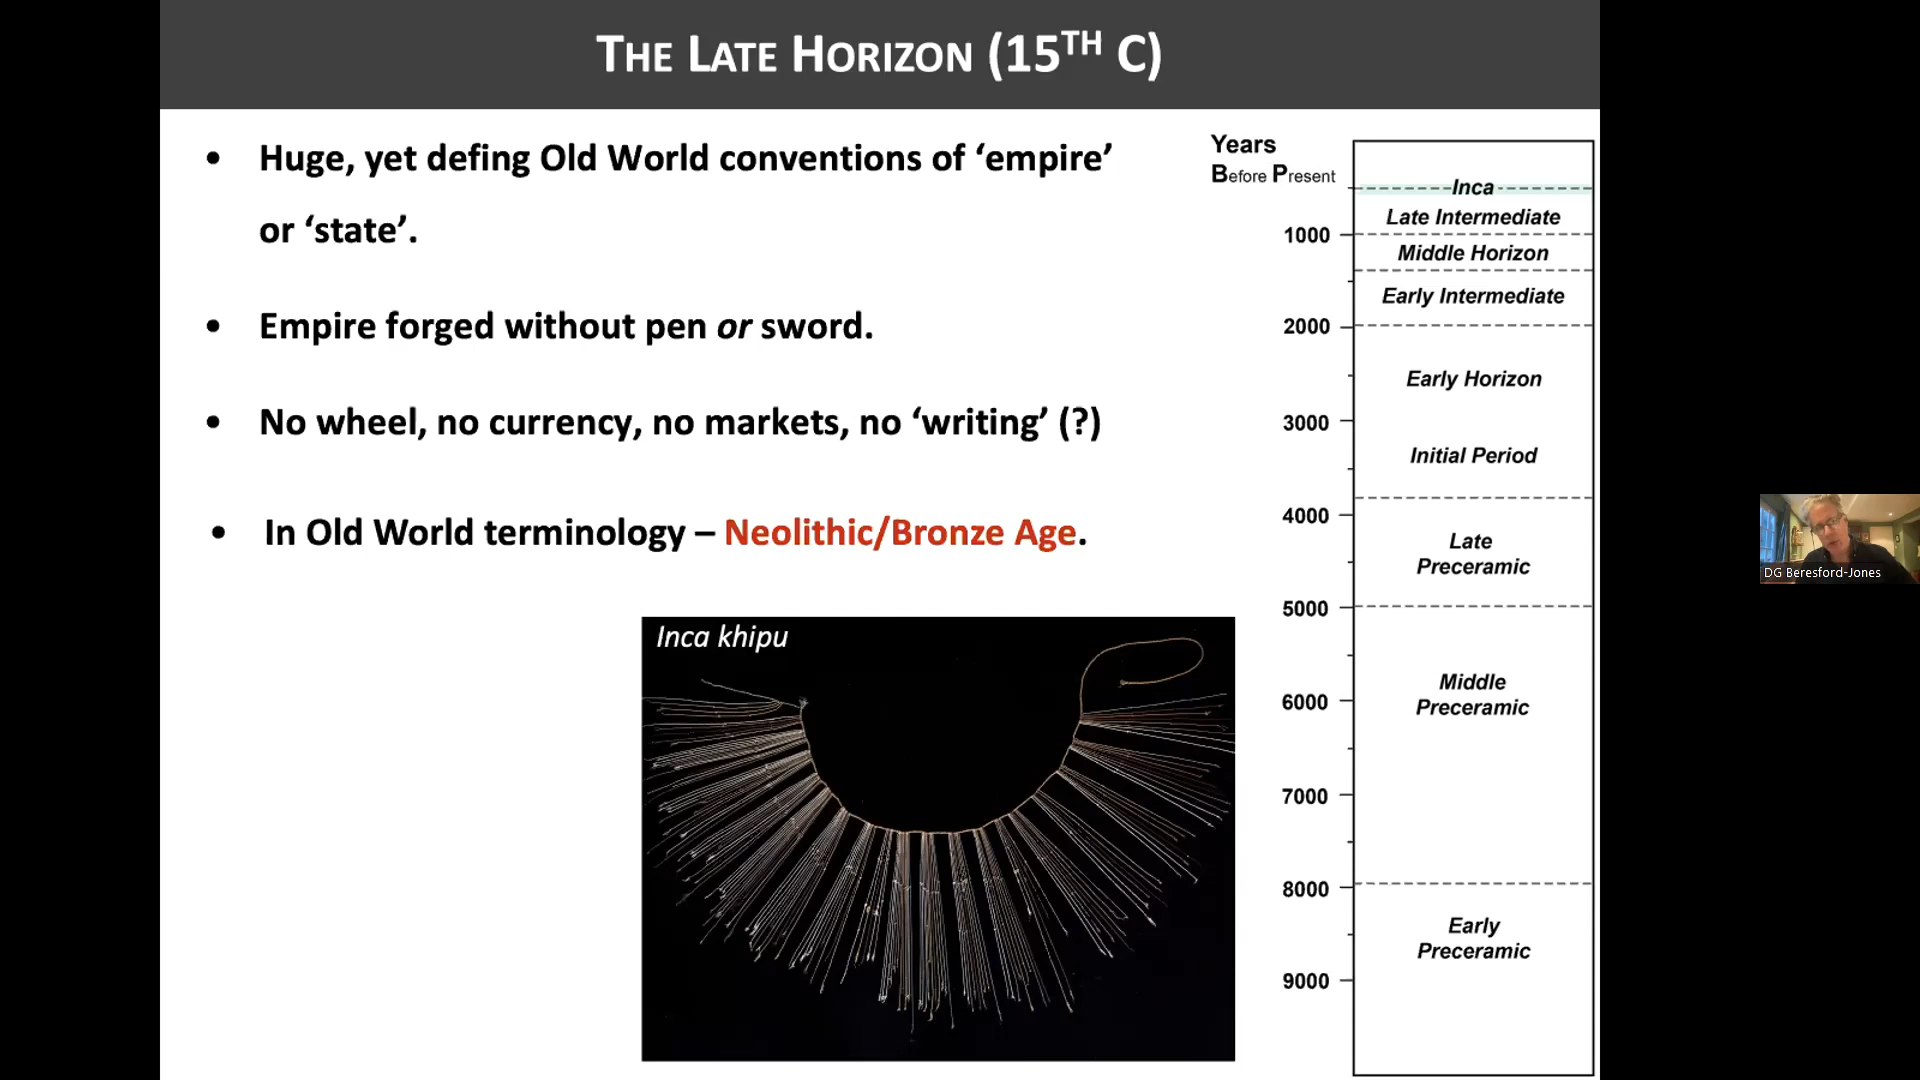 THE LATE HORIZON (15TH C)
• Huge, yet defing Old World conventions of ‘empire’
or ‘state’.
• Empire forged without pen or sword.
• No wheel, no currency, no markets, no ‘writing’ (?)
• In Old World terminology – Neolithic/Bronze Age.
Inca khipu
Years
Before Present
Inca
Late Intermediate
1000
Middle Horizon
Early Intermediate
2000
Early Horizon
3000
Initial Period
4000
Late
Preceramic
5000
Middle
Preceramic
6000
7000
8000
Early
Preceramic
9000
DG Beresford-Jones